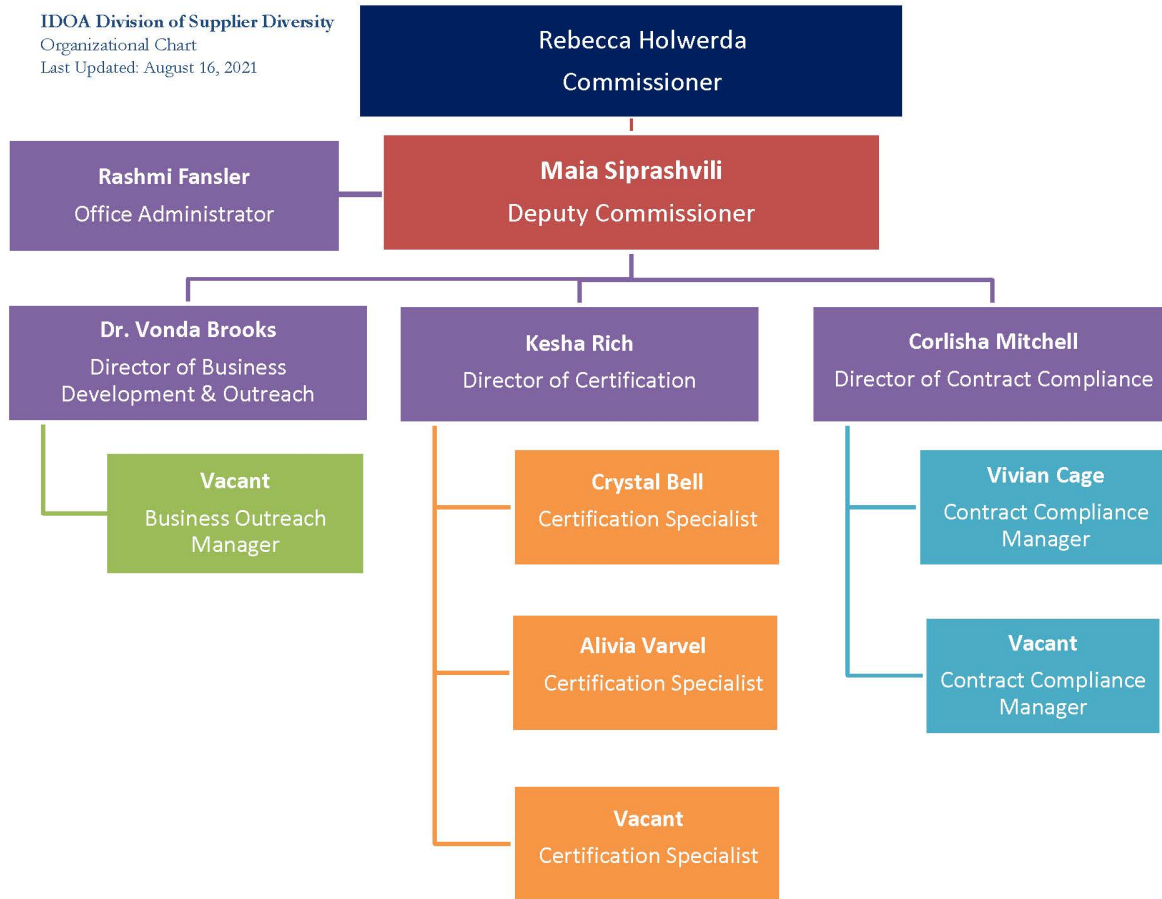 IDOA Division of Supplier Diversity
Organizational Chart
Last Updated: August 16, 2021
Rebecca Holwerda
Commissioner
Rashmi Fansler
Office Administrator
Maia Siprashvili
Deputy Commissioner
Dr. Vonda Brooks
Director of Business
Development & Outreach
Kesha Rich
Director of Certification
Corlisha Mitchell
Director of Contract Compliance
Vacant
Business Outreach
Manager
Crystal Bell
Certification Specialist
Vivian Cage
Contract Compliance
Manager
Alivia Varvel
Certification Specialist
Vacant
Contract Compliance
Manager
Vacant
Certification Specialist